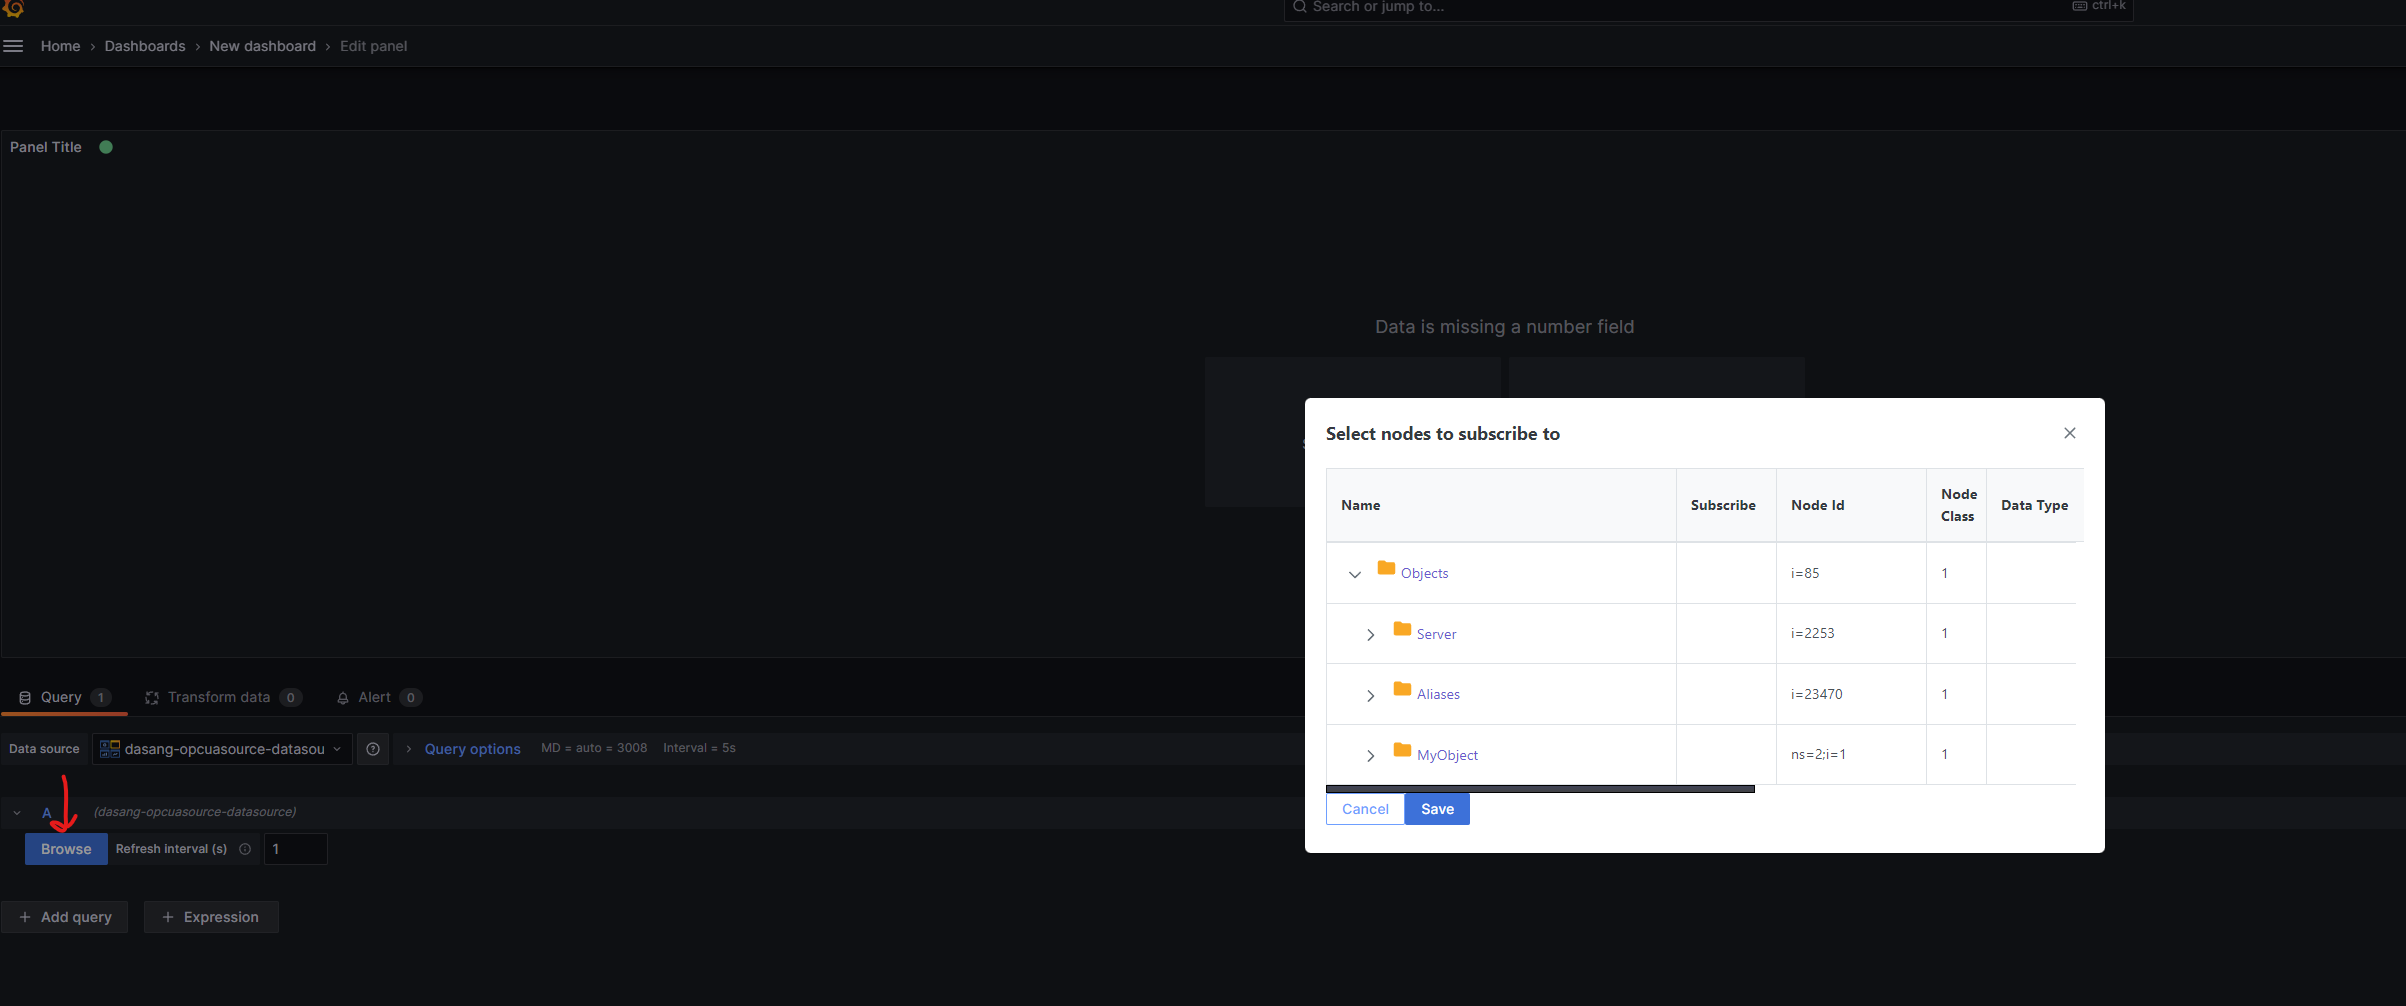 Search or jump to...
ctrl+k
Home › Dashboards › New dashboard › Edit panel
Panel Title
Data is missing a number field
Select nodes to subscribe to
Name Subscribe Node Id Node Class Data Type
Objects i=85 1
Server i=2253 1
Aliases i=23470 1
MyObject ns=2;i=1 1
Cancel Save
Query 1 Transform data 0 Alert 0
Data source dasang-opcuasource-datasou Query options MD = auto = 3008 Interval = 5s
A (dasang-opcuasource-datasource)
Browse Refresh interval (s) 1
+ Add query + Expression